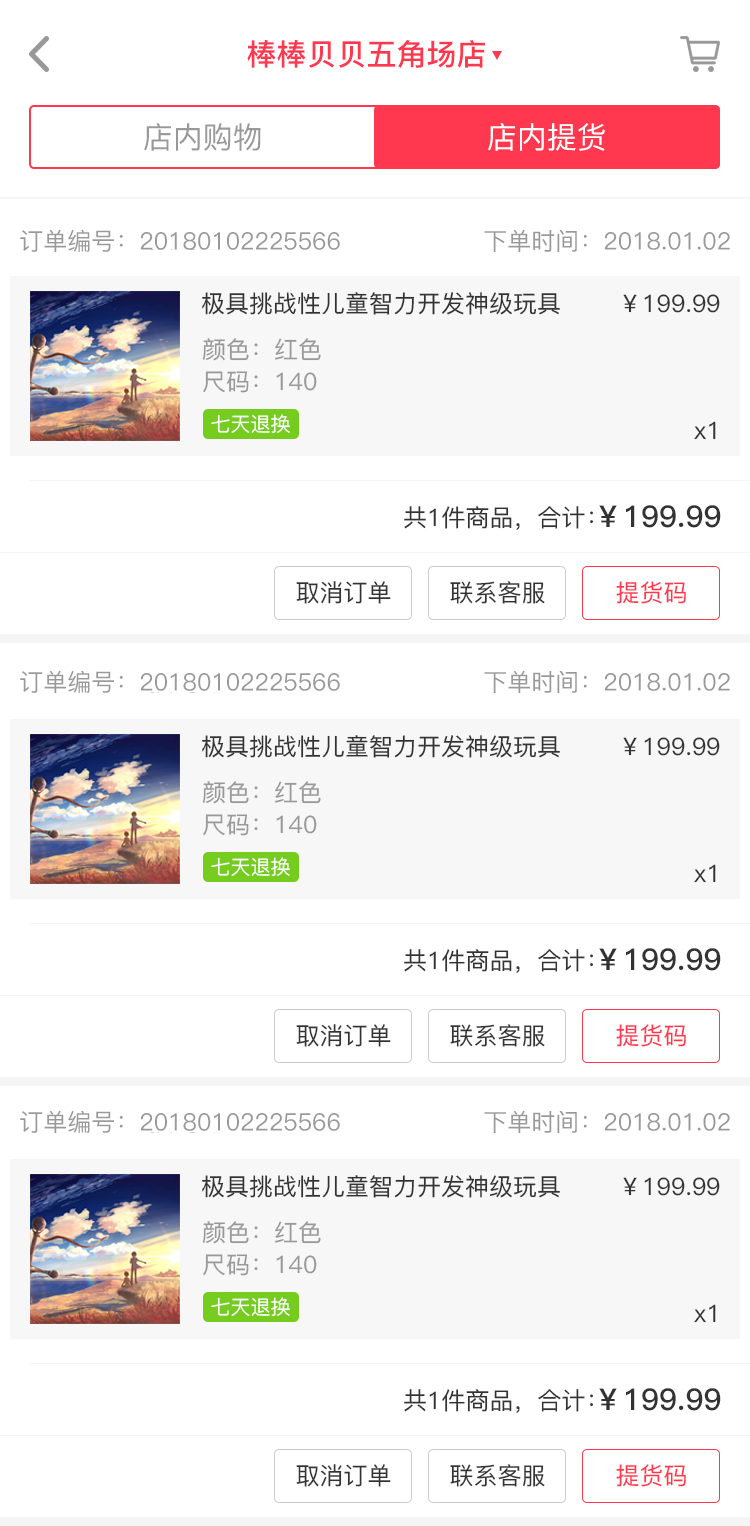 棒棒贝贝五角场店
店内购物 店内提货
订单编号：20180102225566 下单时间：2018.01.02
极具挑战性儿童智力开发神级玩具 ¥199.99
颜色：红色
尺码：140
七天退换
x1
共1件商品，合计:¥199.99
取消订单 联系客服 提货码
订单编号：20180102225566 下单时间：2018.01.02
极具挑战性儿童智力开发神级玩具 ¥199.99
颜色：红色
尺码：140
七天退换
x1
共1件商品，合计:¥199.99
取消订单 联系客服 提货码
订单编号：20180102225566 下单时间：2018.01.02
极具挑战性儿童智力开发神级玩具 ¥199.99
颜色：红色
尺码：140
七天退换
x1
共1件商品，合计:¥199.99
取消订单 联系客服 提货码